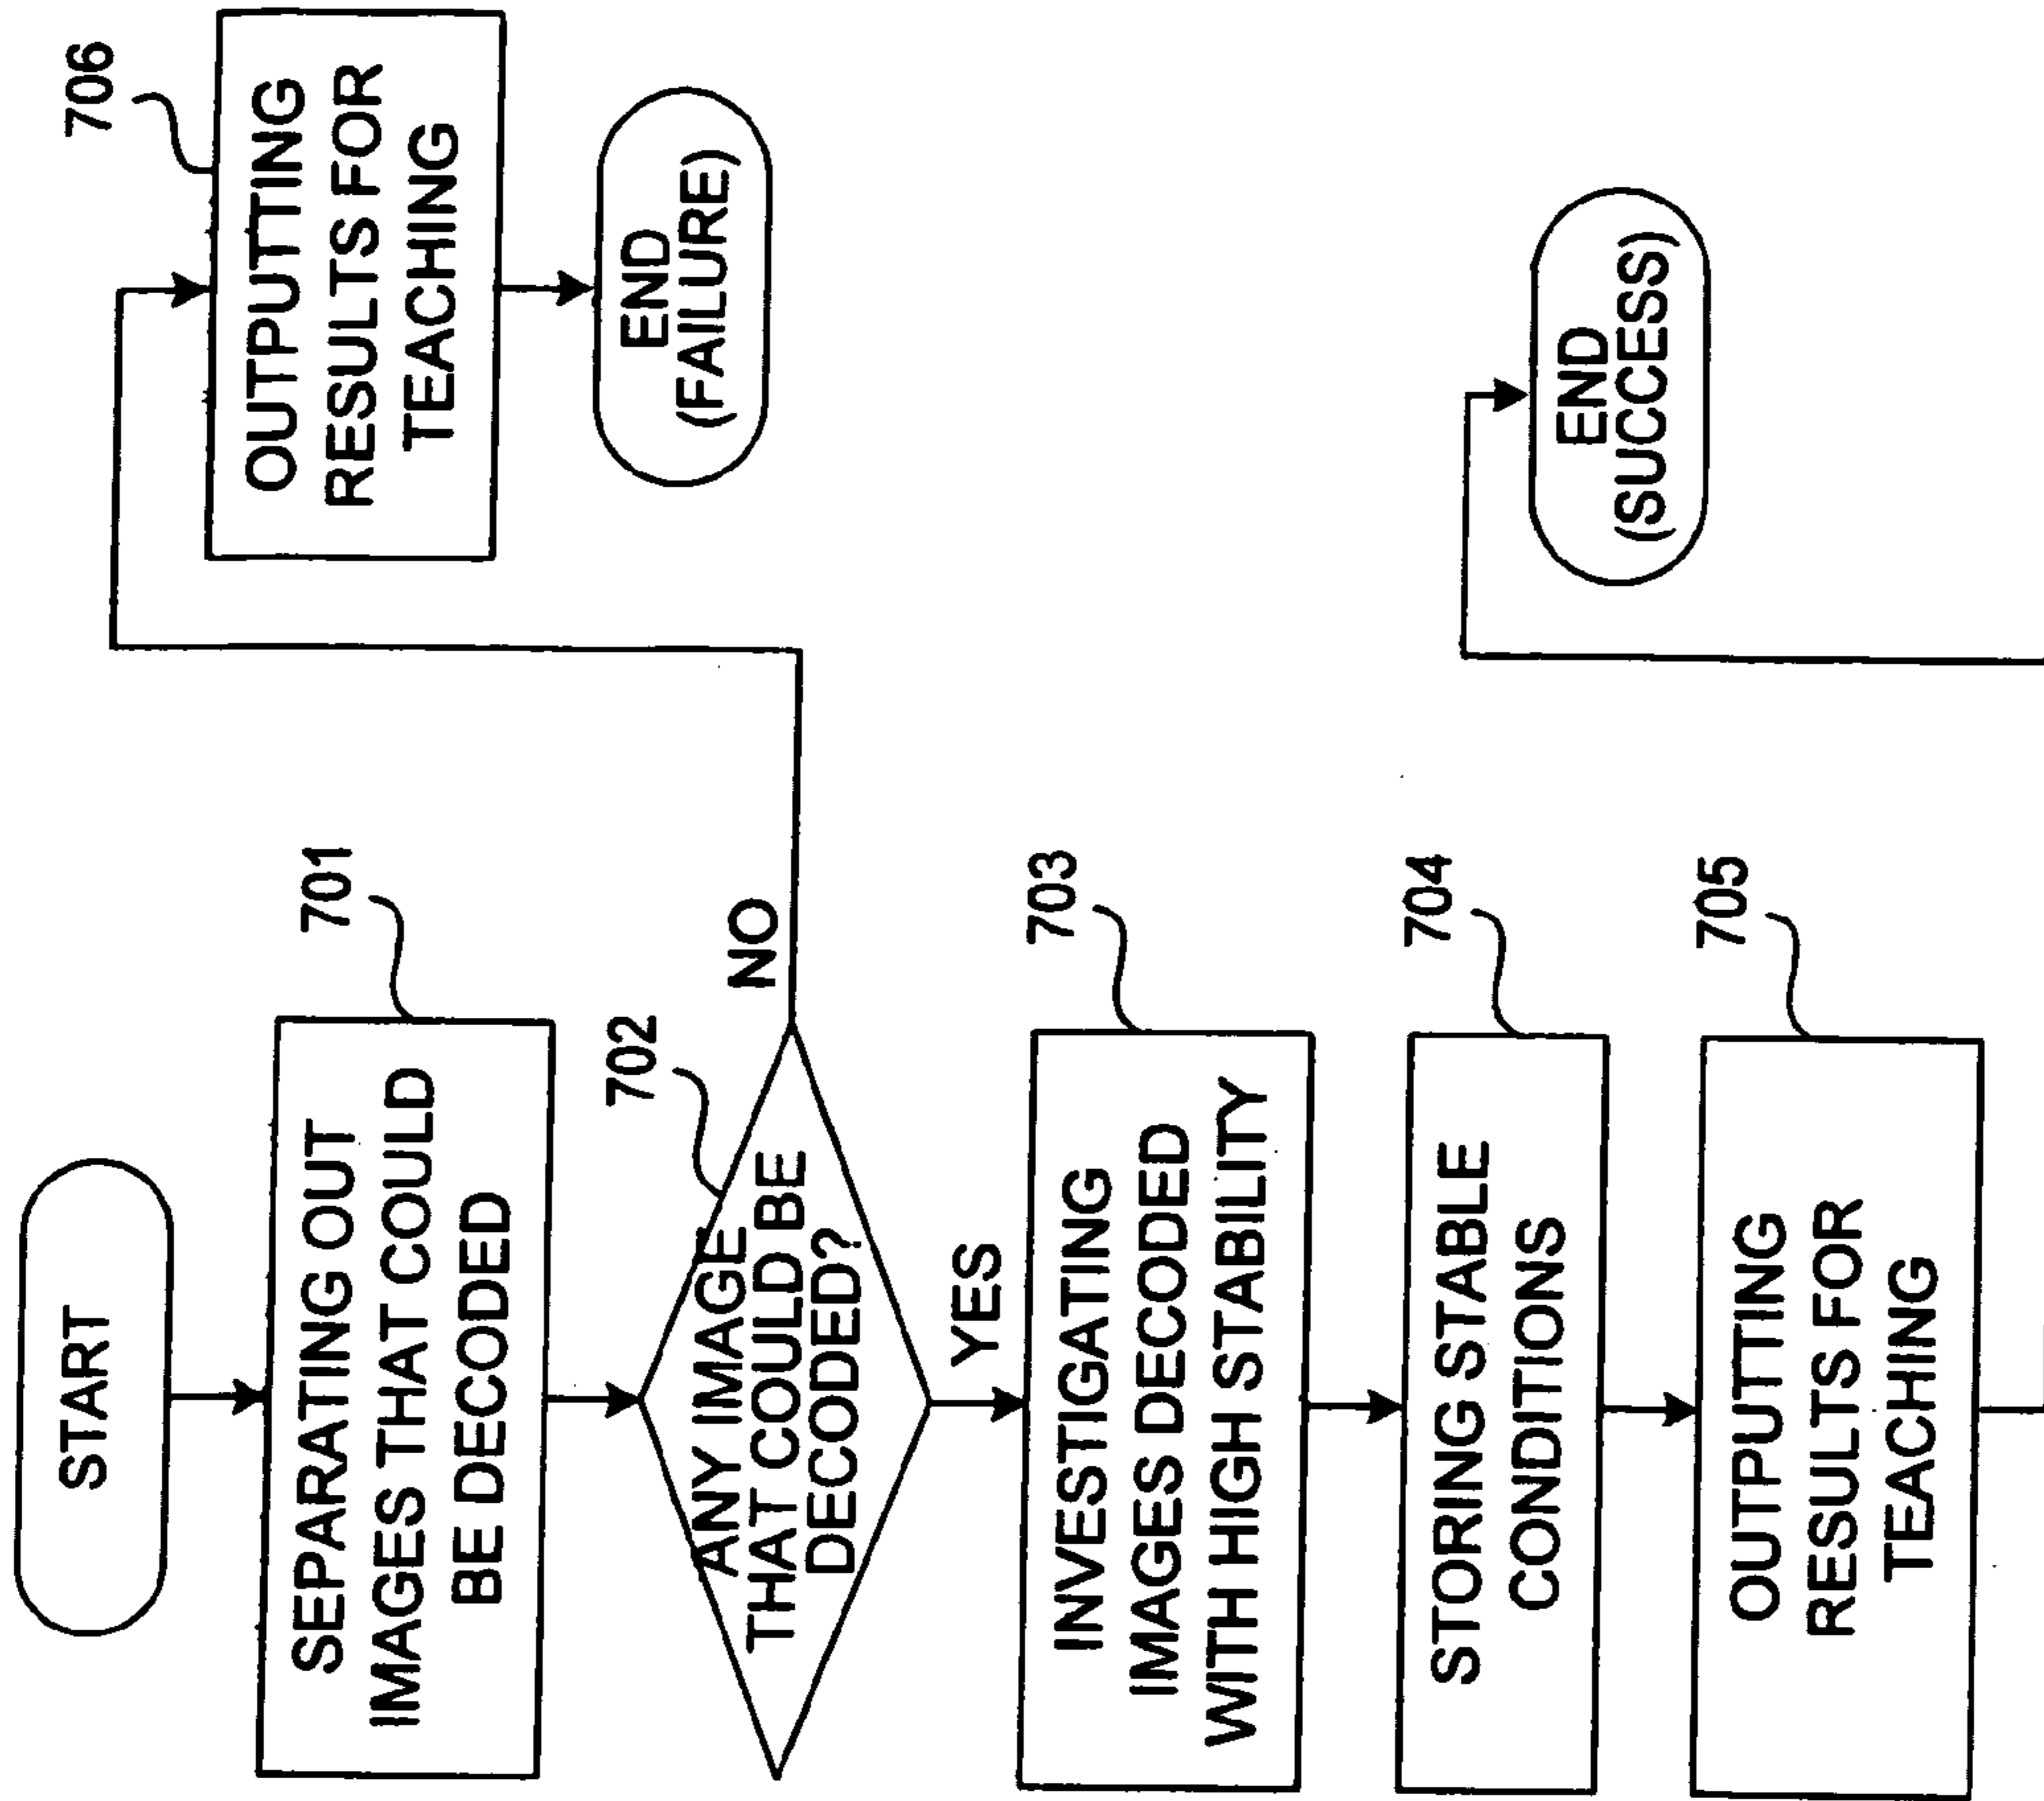 START
701
SEPARATING OUT
IMAGES THAT COULD
BE DECODED
702
ANY IMAGE
THAT COULD BE
DECODED?
NO
YES
703
INVESTIGATING
IMAGES DECODED
WITH HIGH STABILITY
704
STORING STABLE
CONDITIONS
705
OUTPUTING
RESULTS FOR
TEACHING
706
OUTPUTING
RESULTS FOR
TEACHING
END
(FAILURE)
END
(SUCCESS)